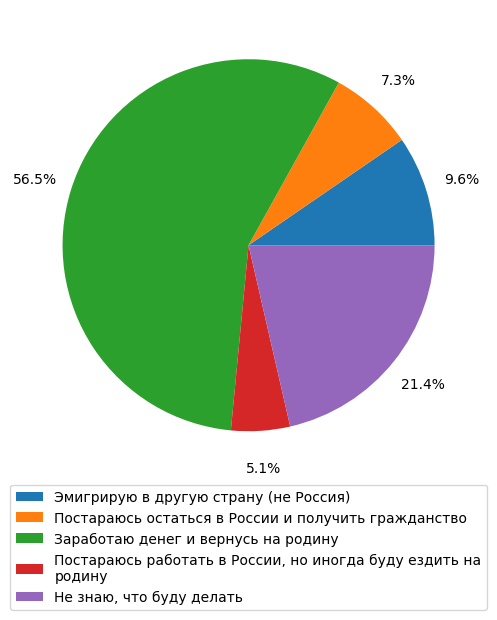 7.3%
56.5%
9.6%
21.4%
5.1%
Эмигрирую в другую страну (не Россия)
Постараюсь остаться в России и получить гражданство
Заработаю денег и вернусь на родину
Постараюсь работать в России, но иногда буду ездить на
родину
Не знаю, что буду делать